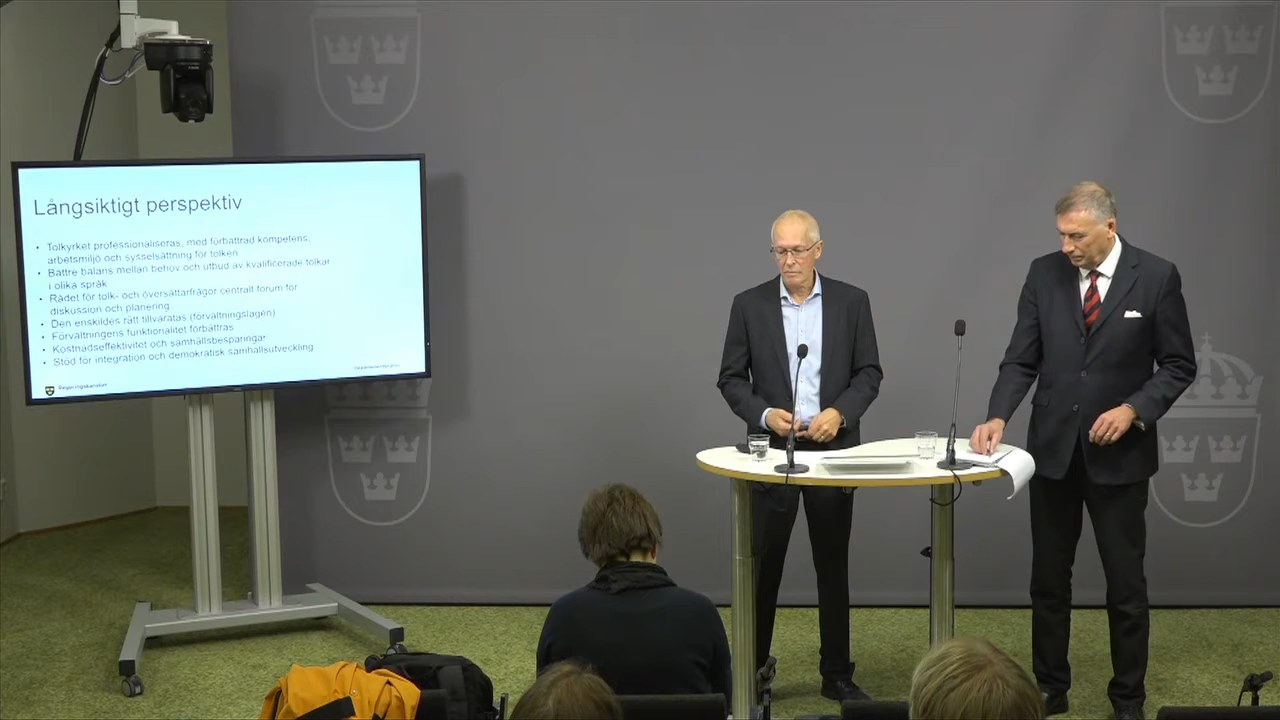 Långsiktigt perspektiv
• Tolkyrket professionaliseras, med förbättrad kompetens,
arbetsmiljö och sysselsättning för tolken
• Bättre balans mellan behov och utbud av kvalificerade tolkar
i olika språk
• Rådet för tolk- och översättarfrågor centralt forum för
diskussion och planering
• Den enskildes rätt tillvaratas (förvaltningslagen)
• Förvaltningens funktionalitet förbättras
• Kostnadseffektivitet och samhällsbesparingar
• Stöd för integration och demokratisk samhällsutveckling
Regeringskansliet